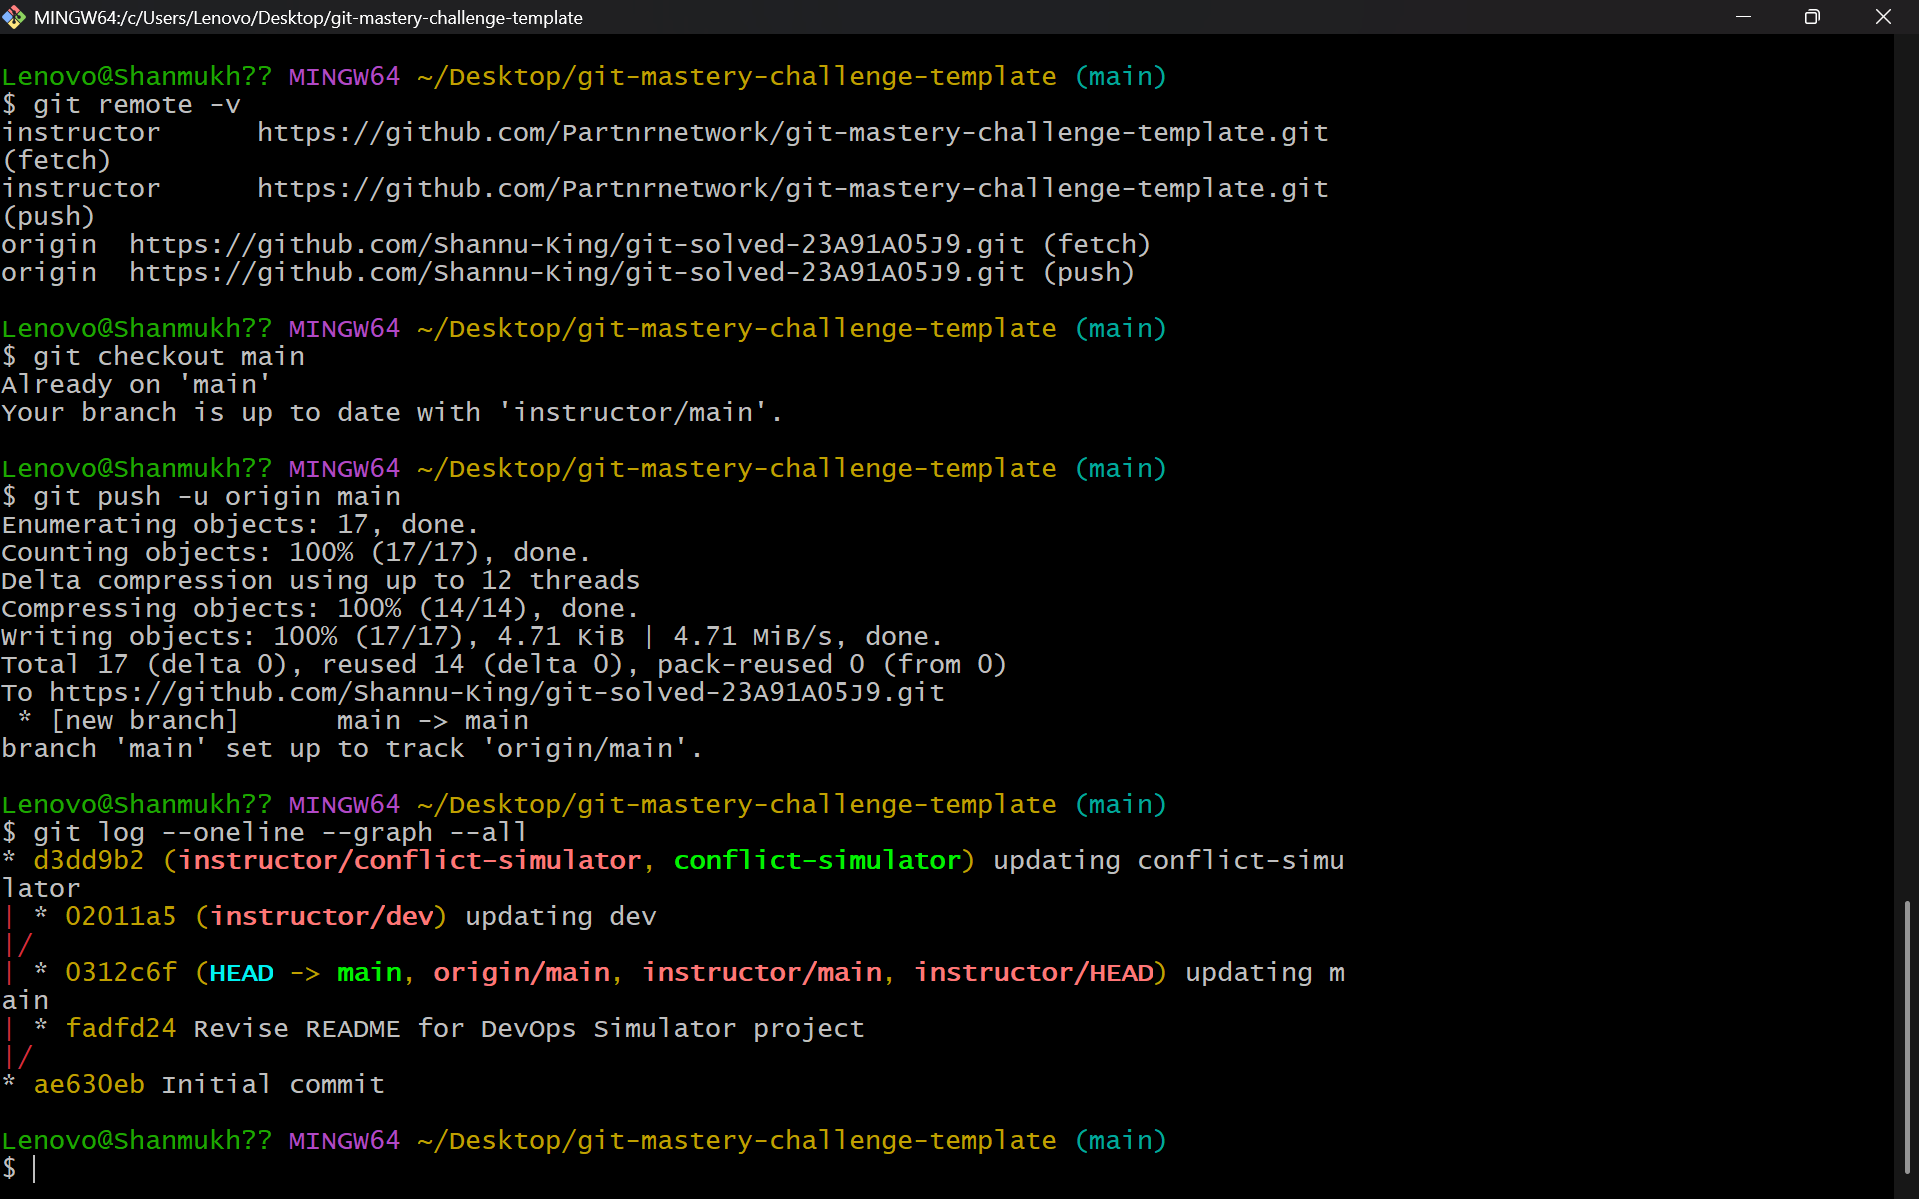 MINGW64:/c/Users/Lenovo/Desktop/git-mastery-challenge-template
Lenovo@Shanmukh?? MINGW64 ~/Desktop/git-mastery-challenge-template (main)
$ git remote -v
instructor      https://github.com/Partnrnetwork/git-mastery-challenge-template.git
(fetch)
instructor      https://github.com/Partnrnetwork/git-mastery-challenge-template.git
(push)
origin  https://github.com/Shannu-King/git-solved-23A91A05J9.git (fetch)
origin  https://github.com/Shannu-King/git-solved-23A91A05J9.git (push)
Lenovo@Shanmukh?? MINGW64 ~/Desktop/git-mastery-challenge-template (main)
$ git checkout main
Already on 'main'
Your branch is up to date with 'instructor/main'.
Lenovo@Shanmukh?? MINGW64 ~/Desktop/git-mastery-challenge-template (main)
$ git push -u origin main
Enumerating objects: 17, done.
Counting objects: 100% (17/17), done.
Delta compression using up to 12 threads
Compressing objects: 100% (14/14), done.
Writing objects: 100% (17/17), 4.71 KiB | 4.71 MiB/s, done.
Total 17 (delta 0), reused 14 (delta 0), pack-reused 0 (from 0)
To https://github.com/Shannu-King/git-solved-23A91A05J9.git
 * [new branch]      main -> main
branch 'main' set up to track 'origin/main'.
Lenovo@Shanmukh?? MINGW64 ~/Desktop/git-mastery-challenge-template (main)
$ git log --oneline --graph --all
* d3dd9b2 (instructor/conflict-simulator, conflict-simulator) updating conflict-simu
lator
| * 02011a5 (instructor/dev) updating dev
|/
| * 0312c6f (HEAD -> main, origin/main, instructor/main, instructor/HEAD) updating m
ain
| * fadfd24 Revise README for DevOps Simulator project
|/
* ae630eb Initial commit
Lenovo@Shanmukh?? MINGW64 ~/Desktop/git-mastery-challenge-template (main)
$